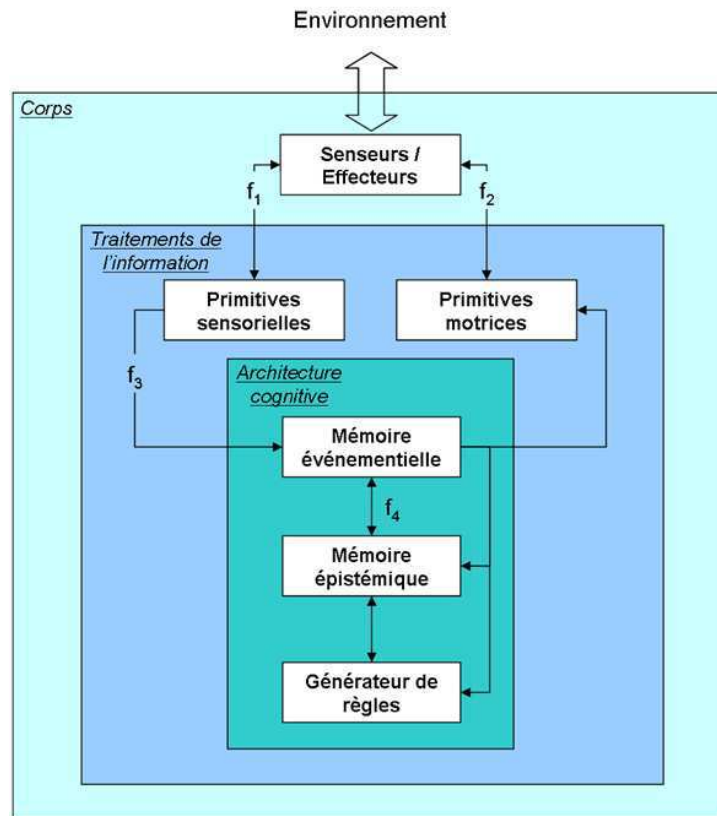 Environnement
Corps
Senseurs /
Effecteurs
f1
f2
Traitements de
l'information
Primitives
sensorielles
Primitives
motrices
f3
Architecture
cognitive
Mémoire
événementielle
f4
Mémoire
épistémique
Générateur de
règles